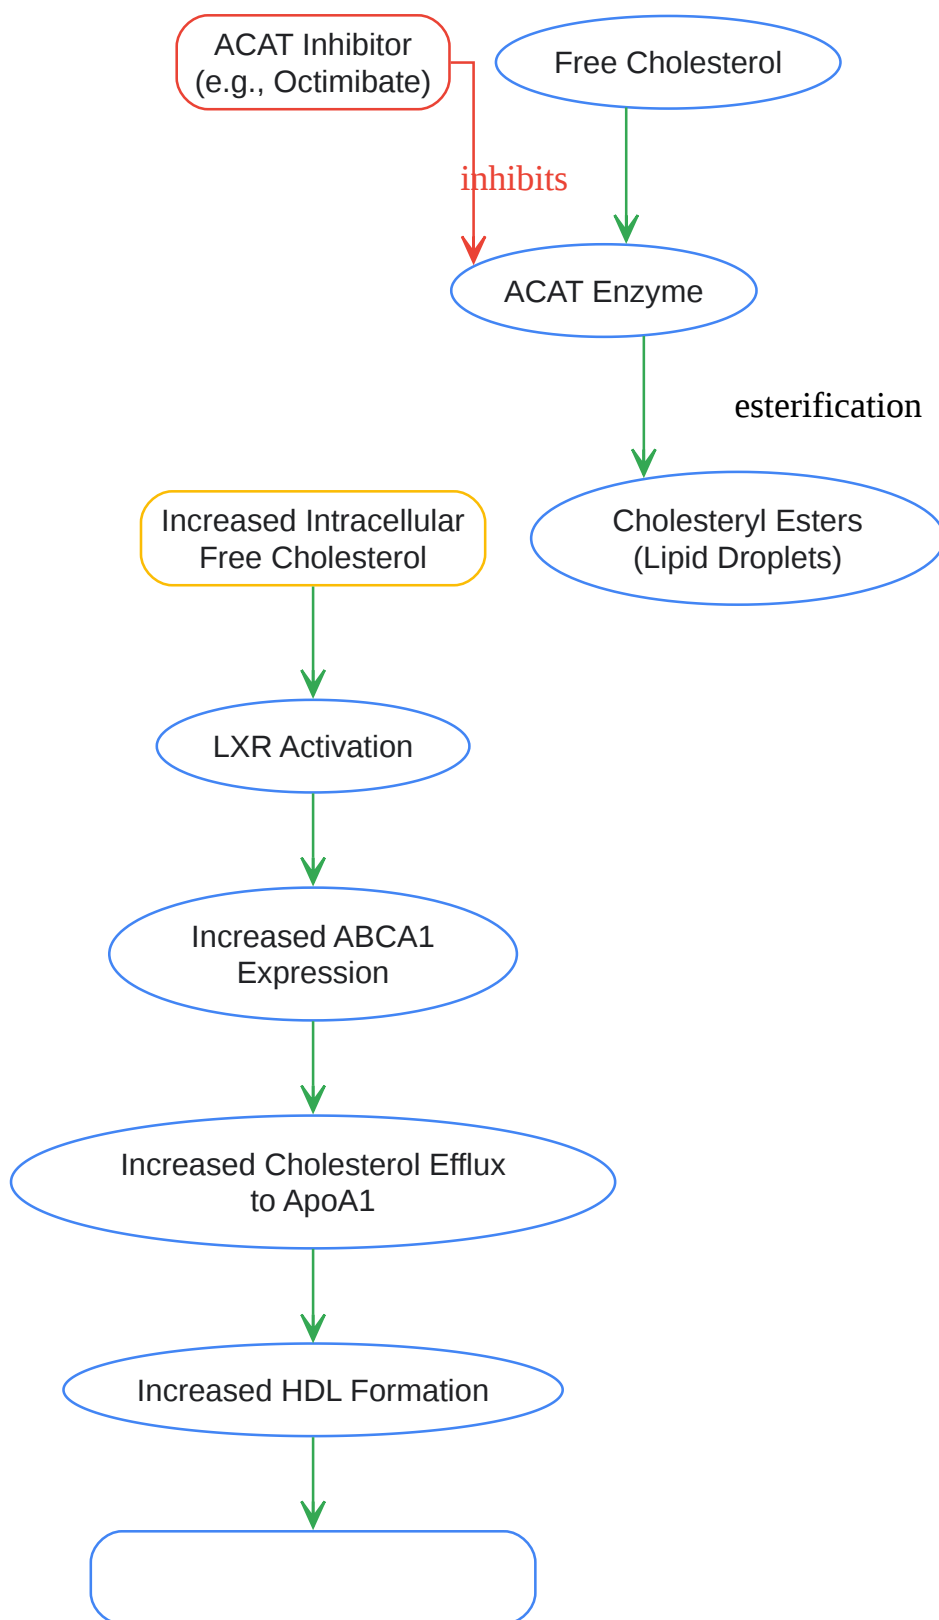 ACAT Inhibitor
(e.g., Octimibate)
Free Cholesterol
inhibits
ACAT Enzyme
esterification
Increased Intracellular
Free Cholesterol
Cholesteryl Esters
(Lipid Droplets)
LXR Activation
Increased ABCA1
Expression
Increased Cholesterol Efflux
to ApoA1
Increased HDL Formation